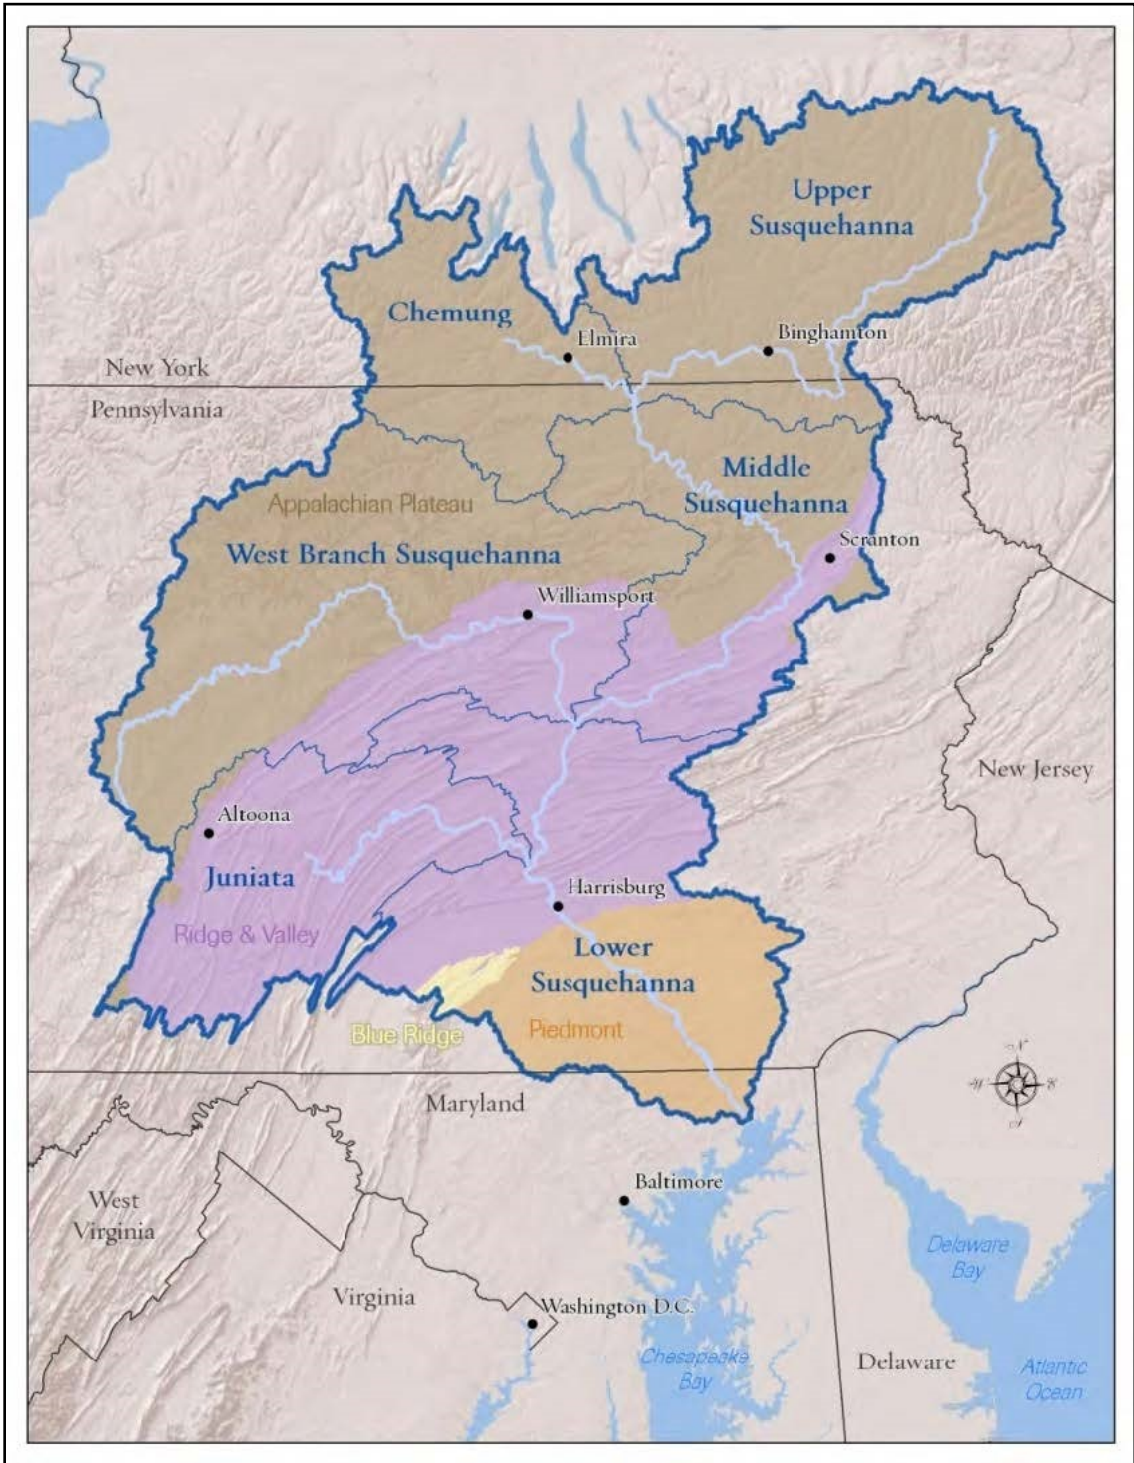 Upper
Susquehanna
Chemung
Elmira
Binghamton
New York
Pennsylvania
Middle
Susquehanna
Appalachian Plateau
West Branch Susquehanna
Scranton
Williamsport
New Jersey
Altoona
Juniata
Harrisburg
Ridge & Valley
Lower
Susquehanna
Piedmont
Blue Ridge
N
W
E
S
Maryland
Baltimore
West
Virginia
Delaware
Bay
Virginia
Washington D.C.
Chesapeake
Bay
Delaware
Atlantic
Ocean